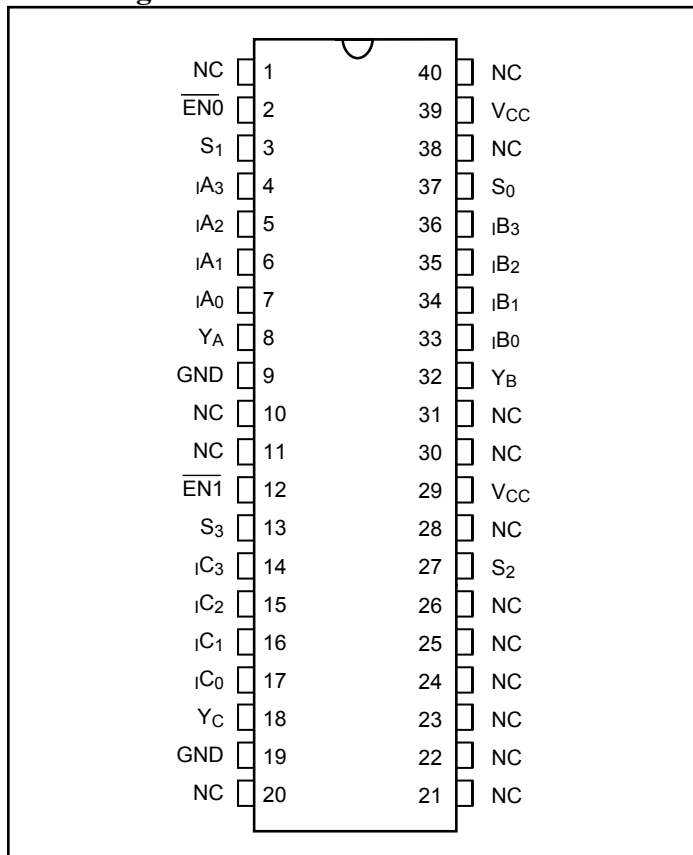 NC 1 40 NC
EN0 2 39 VCC
S1 3 38 NC
IA3 4 37 S0
IA2 5 36 IB3
IA1 6 35 IB2
IA0 7 34 IB1
YA 8 33 IB0
GND 9 32 YB
NC 10 31 NC
NC 11 30 NC
EN1 12 29 VCC
S3 13 28 NC
IC3 14 27 S2
IC2 15 26 NC
IC1 16 25 NC
IC0 17 24 NC
YC 18 23 NC
GND 19 22 NC
NC 20 21 NC